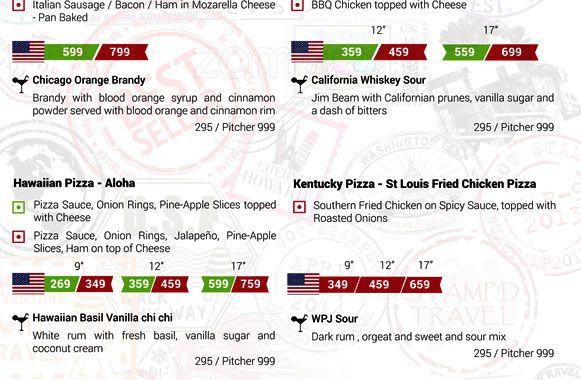 Italian Sausage / Bacon / Ham in Mozarella Cheese
- Pan Baked
599 / 799
Chicago Orange Brandy
Brandy with blood orange syrup and cinnamon
powder served with blood orange and cinnamon rim
295 / Pitcher 999
BBQ Chicken topped with Cheese
12” 17”
359 459 559 699
California Whiskey Sour
Jim Beam with Californian prunes, vanilla sugar and
a dash of bitters
295 / Pitcher 999
Hawaiian Pizza - Aloha
Pizza Sauce, Onion Rings, Pine-Apple Slices topped
with Cheese
Pizza Sauce, Onion Rings, Jalapeño, Pine-Apple
Slices, Ham on top of Cheese
9” 12” 17”
269 349 359 459 599 759
Hawaiian Basil Vanilla chi chi
White rum with fresh basil, vanilla sugar and
coconut cream
295 / Pitcher 999
Kentucky Pizza - St Louis Fried Chicken Pizza
Southern Fried Chicken on Spicy Sauce, topped with
Roasted Onions
9” 12” 17”
349 459 659
WPJ Sour
Dark rum , orgeat and sweet and sour mix
295 / Pitcher 999